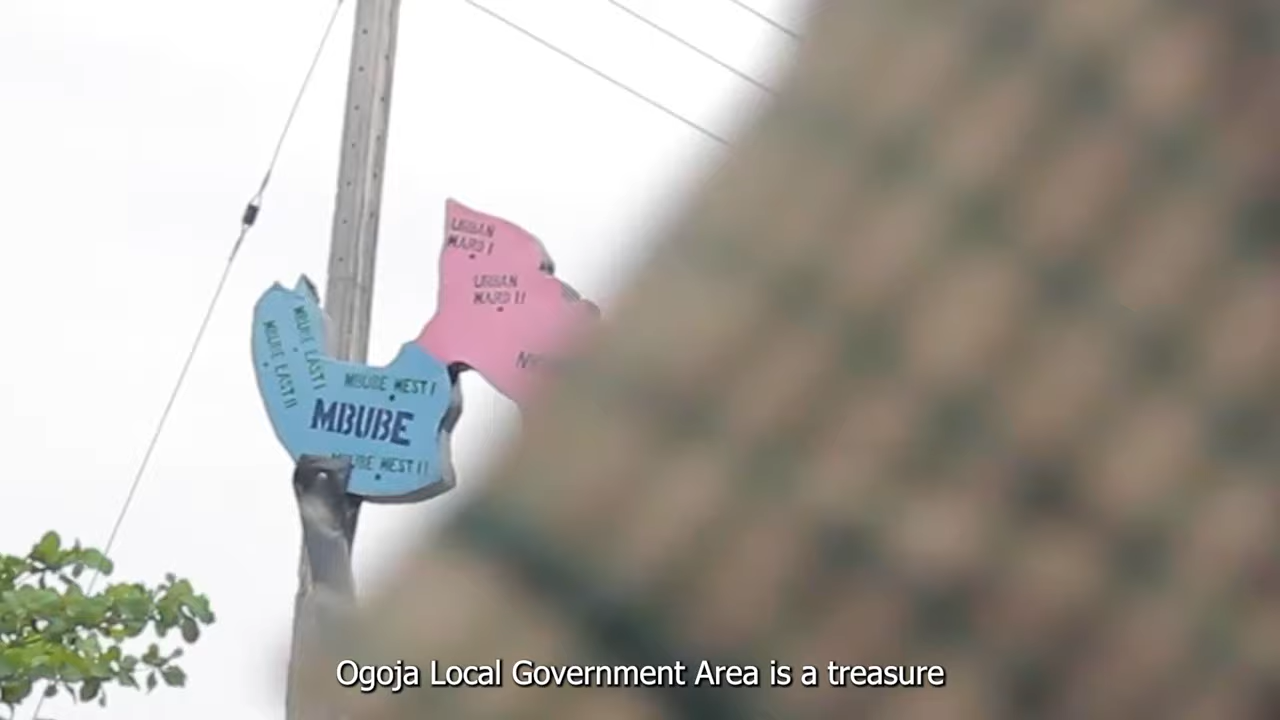 URBAN
WARD I
URBAN
WARD II
MBUBE EAST I
MBUBE EAST II
MBUBE WEST I
MBUBE
MBUBE WEST II
Ogoja Local Government Area is a treasure